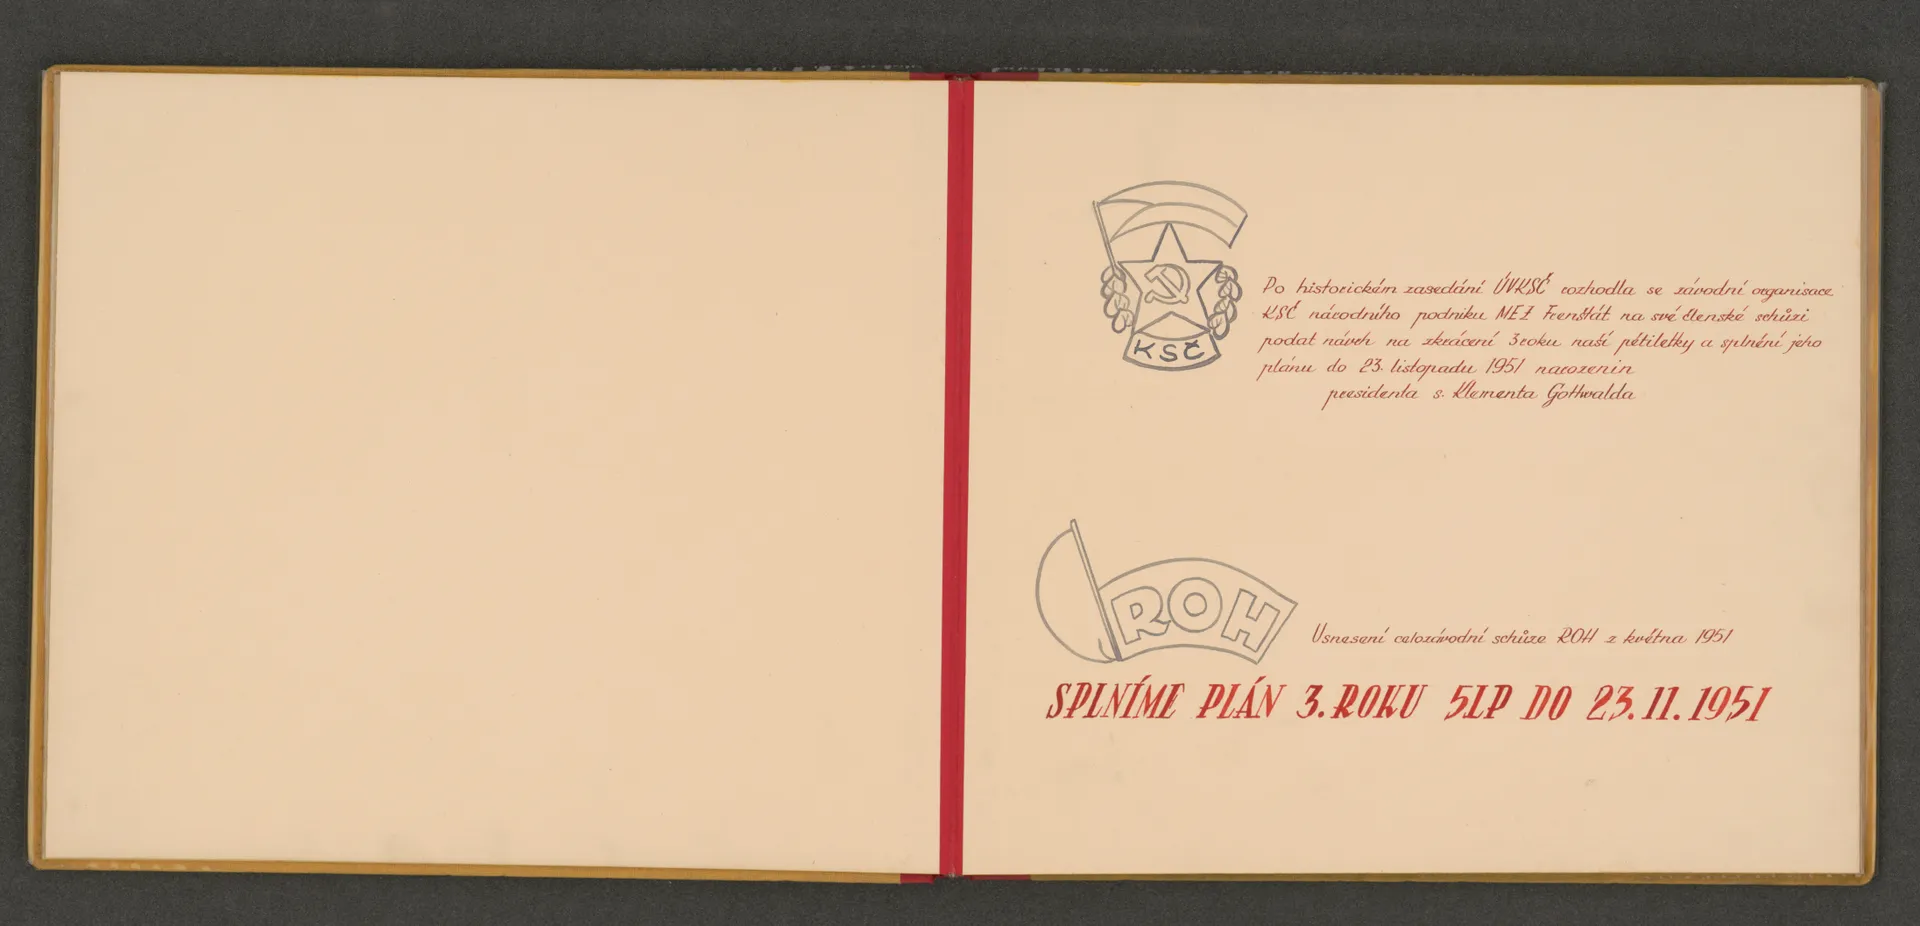 KSČ
Po historickém zasedání ÚVKSČ rozhodla se závodní organisace
KSČ národního podniku MEZ Frenštát na své členské schůzi
podat návrh na zkrácení 3roku naší pětiletky a splnění jeho
plánu do 23. listopadu 1951 narozenin
presidenta s. Klementa Gottwalda
ROH
Usnesení celozávodní schůze ROH z května 1951
SPLNÍME PLÁN 3. ROKU 5LP DO 23.11.1951